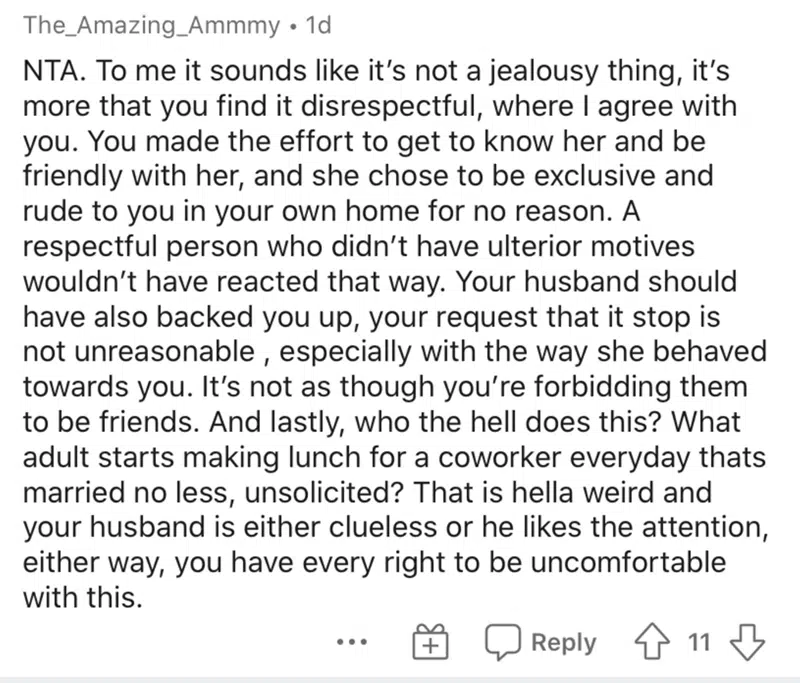 The_Amazing_Ammmy • 1d
NTA. To me it sounds like it's not a jealousy thing, it's
more that you find it disrespectful, where I agree with
you. You made the effort to get to know her and be
friendly with her, and she chose to be exclusive and
rude to you in your own home for no reason. A
respectful person who didn't have ulterior motives
wouldn't have reacted that way. Your husband should
have also backed you up, your request that it stop is
not unreasonable , especially with the way she behaved
towards you. It's not as though you're forbidding them
to be friends. And lastly, who the hell does this? What
adult starts making lunch for a coworker everyday thats
married no less, unsolicited? That is hella weird and
your husband is either clueless or he likes the attention,
either way, you have every right to be uncomfortable
with this.
Reply 11